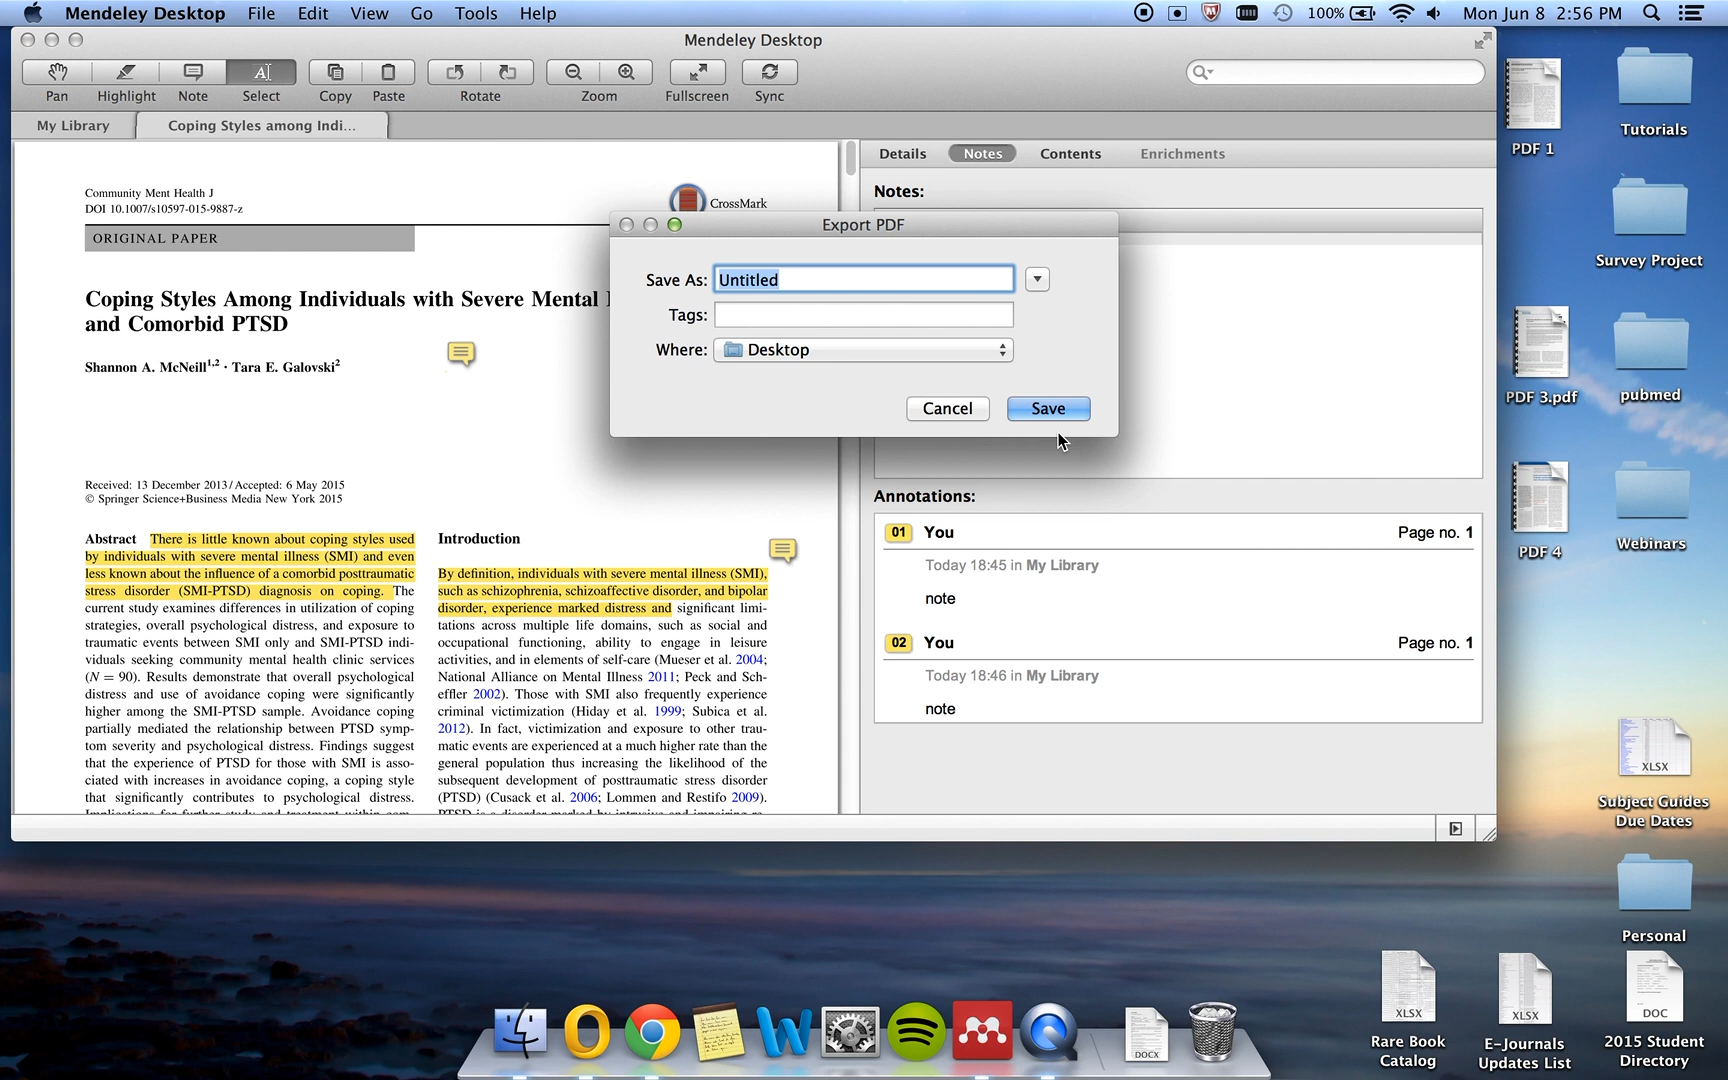 Mendeley Desktop File Edit View Go Tools Help
100% Mon Jun 8 2:56 PM
Mendeley Desktop
Pan Highlight Note Select Copy Paste Rotate Zoom Fullscreen Sync
My Library Coping Styles among Indi...
Community Ment Health J
DOI 10.1007/s10597-015-9887-z
CrossMark
ORIGINAL PAPER
Coping Styles Among Individuals with Severe Mental
and Comorbid PTSD
Shannon A. McNeill1,2 · Tara E. Galovski2
Received: 13 December 2013 / Accepted: 6 May 2015
© Springer Science+Business Media New York 2015
Abstract There is little known about coping styles used
by individuals with severe mental illness (SMI) and even
less known about the influence of a comorbid posttraumatic
stress disorder (SMI-PTSD) diagnosis on coping. The
current study examines differences in utilization of coping
strategies, overall psychological distress, and exposure to
traumatic events between SMI only and SMI-PTSD indi-
viduals seeking community mental health clinic services
(N = 90). Results demonstrate that overall psychological
distress and use of avoidance coping were significantly
higher among the SMI-PTSD sample. Avoidance coping
partially mediated the relationship between PTSD symp-
tom severity and psychological distress. Findings suggest
that the experience of PTSD for those with SMI is asso-
ciated with increases in avoidance coping, a coping style
that significantly contributes to psychological distress.
Implications for further study and treatment within com-
Introduction
By definition, individuals with severe mental illness (SMI),
such as schizophrenia, schizoaffective disorder, and bipolar
disorder, experience marked distress and significant limi-
tations across multiple life domains, such as social and
occupational functioning, ability to engage in leisure
activities, and in elements of self-care (Mueser et al. 2004;
National Alliance on Mental Illness 2011; Peck and Sch-
effler 2002). Those with SMI also frequently experience
criminal victimization (Hiday et al. 1999; Subica et al.
2012). In fact, victimization and exposure to other trau-
matic events are experienced at a much higher rate than the
general population thus increasing the likelihood of the
subsequent development of posttraumatic stress disorder
(PTSD) (Cusack et al. 2006; Lommen and Restifo 2009).
PTSD is a disorder marked by intrusive and impairing re-
Export PDF
Save As: Untitled
Tags:
Where: Desktop
Cancel Save
Details Notes Contents Enrichments
Notes:
Annotations:
01 You Page no. 1
Today 18:45 in My Library
note
02 You Page no. 1
Today 18:46 in My Library
note
PDF 1
Tutorials
Survey Project
PDF 3.pdf
pubmed
PDF 4
Webinars
XLSX
Subject Guides
Due Dates
Personal
XLSX
Rare Book
Catalog
XLSX
E-Journals
Updates List
DOC
2015 Student
Directory
DOCX